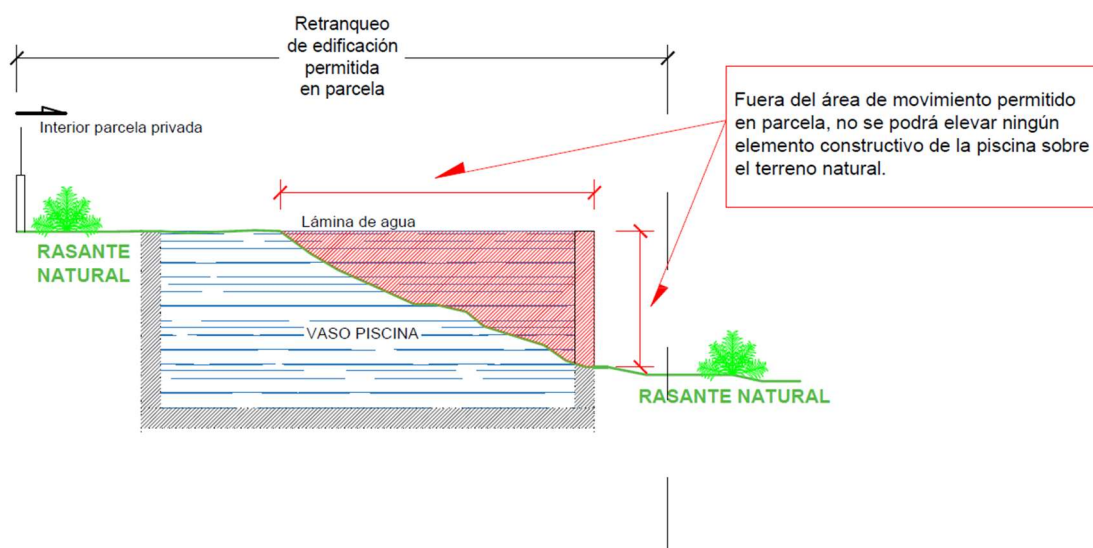 Retranqueo
de edificación
permitida
en parcela
Fuera del área de movimiento permitido
en parcela, no se podrá elevar ningún
elemento constructivo de la piscina sobre
el terreno natural.
Interior parcela privada
Lámina de agua
RASANTE
NATURAL
VASO PISCINA
RASANTE NATURAL